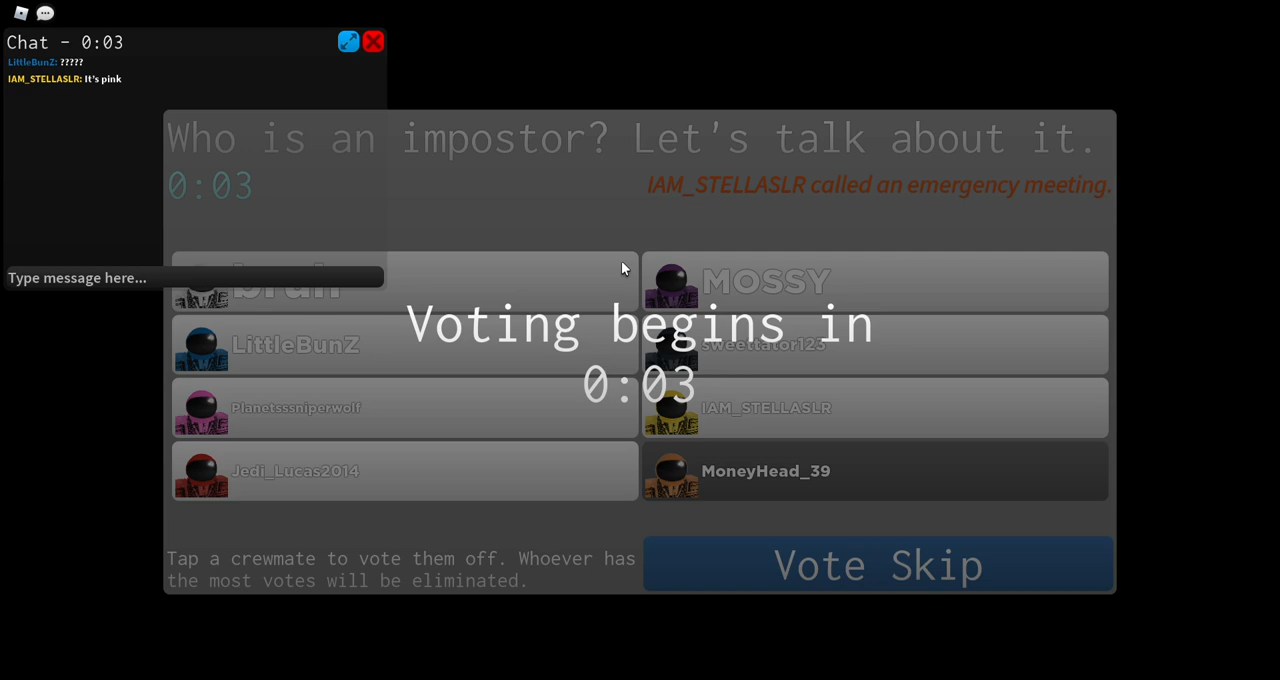 Chat - 0:03
LittleBunZ: ?????
IAM_STELLASLR: It's pink
Type message here...
Who is an impostor? Let's talk about it.
0:03
IAM_STELLASLR called an emergency meeting.
bruh
MOSSY
LittleBunZ
sweettator123
Voting begins in
0:03
Planetsssniperwolf
IAM_STELLASLR
Jedi_Lucas2014
MoneyHead_39
Tap a crewmate to vote them off. Whoever has
the most votes will be eliminated.
Vote Skip